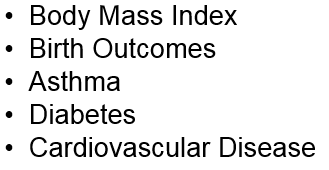 • Body Mass Index
• Birth Outcomes
• Asthma
• Diabetes
• Cardiovascular Disease